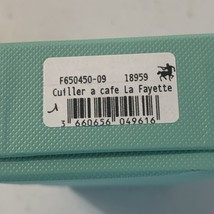 F650450-09 18959
Cuiller a cafe La Fayette
3 660656 049616